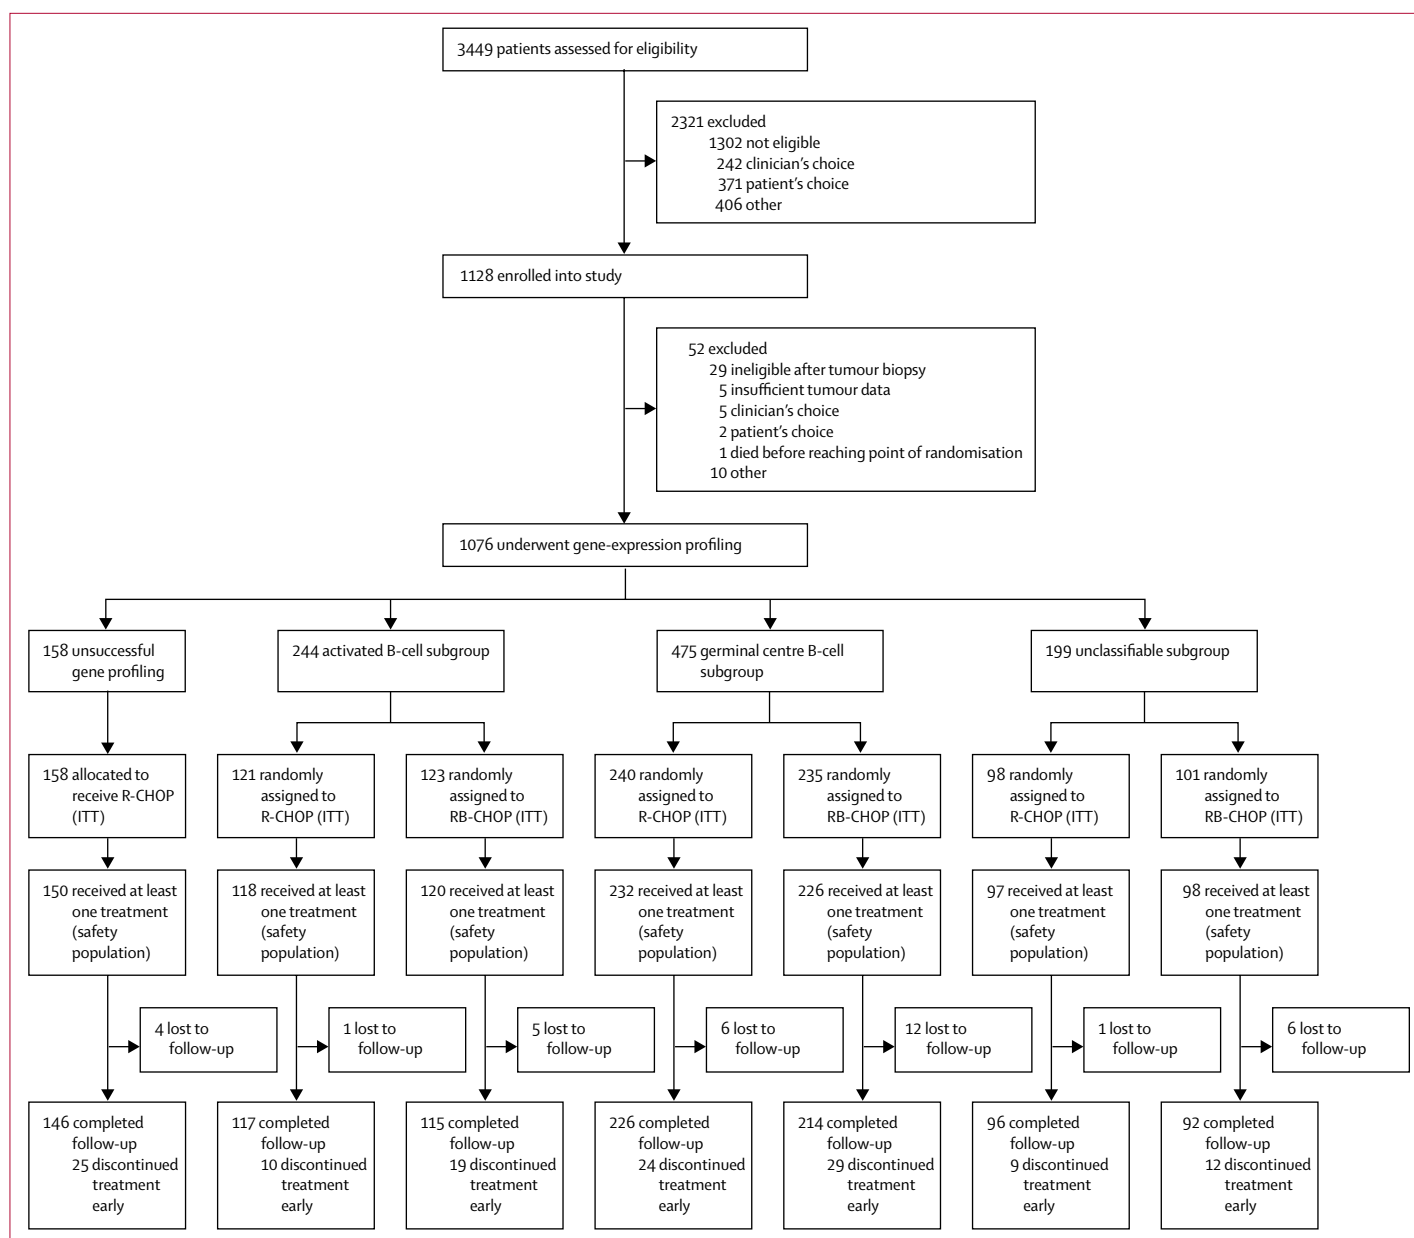 3449 patients assessed for eligibility
2321 excluded
1302 not eligible
242 clinician's choice
371 patient's choice
406 other
1128 enrolled into study
52 excluded
29 ineligible after tumour biopsy
5 insufficient tumour data
5 clinician's choice
2 patient's choice
1 died before reaching point of randomisation
10 other
1076 underwent gene-expression profiling
158 unsuccessful
gene profiling
244 activated B-cell subgroup
475 germinal centre B-cell
subgroup
199 unclassifiable subgroup
158 allocated to
receive R-CHOP
(ITT)
121 randomly
assigned to
R-CHOP (ITT)
123 randomly
assigned to
RB-CHOP (ITT)
240 randomly
assigned to
R-CHOP (ITT)
235 randomly
assigned to
RB-CHOP (ITT)
98 randomly
assigned to
R-CHOP (ITT)
101 randomly
assigned to
RB-CHOP (ITT)
150 received at least
one treatment
(safety
population)
118 received at least
one treatment
(safety
population)
120 received at least
one treatment
(safety
population)
232 received at least
one treatment
(safety
population)
226 received at least
one treatment
(safety
population)
97 received at least
one treatment
(safety
population)
98 received at least
one treatment
(safety
population)
4 lost to
follow-up
1 lost to
follow-up
5 lost to
follow-up
6 lost to
follow-up
12 lost to
follow-up
1 lost to
follow-up
6 lost to
follow-up
146 completed
follow-up
25 discontinued
treatment
early
117 completed
follow-up
10 discontinued
treatment
early
115 completed
follow-up
19 discontinued
treatment
early
226 completed
follow-up
24 discontinued
treatment
early
214 completed
follow-up
29 discontinued
treatment
early
96 completed
follow-up
9 discontinued
treatment
early
92 completed
follow-up
12 discontinued
treatment
early